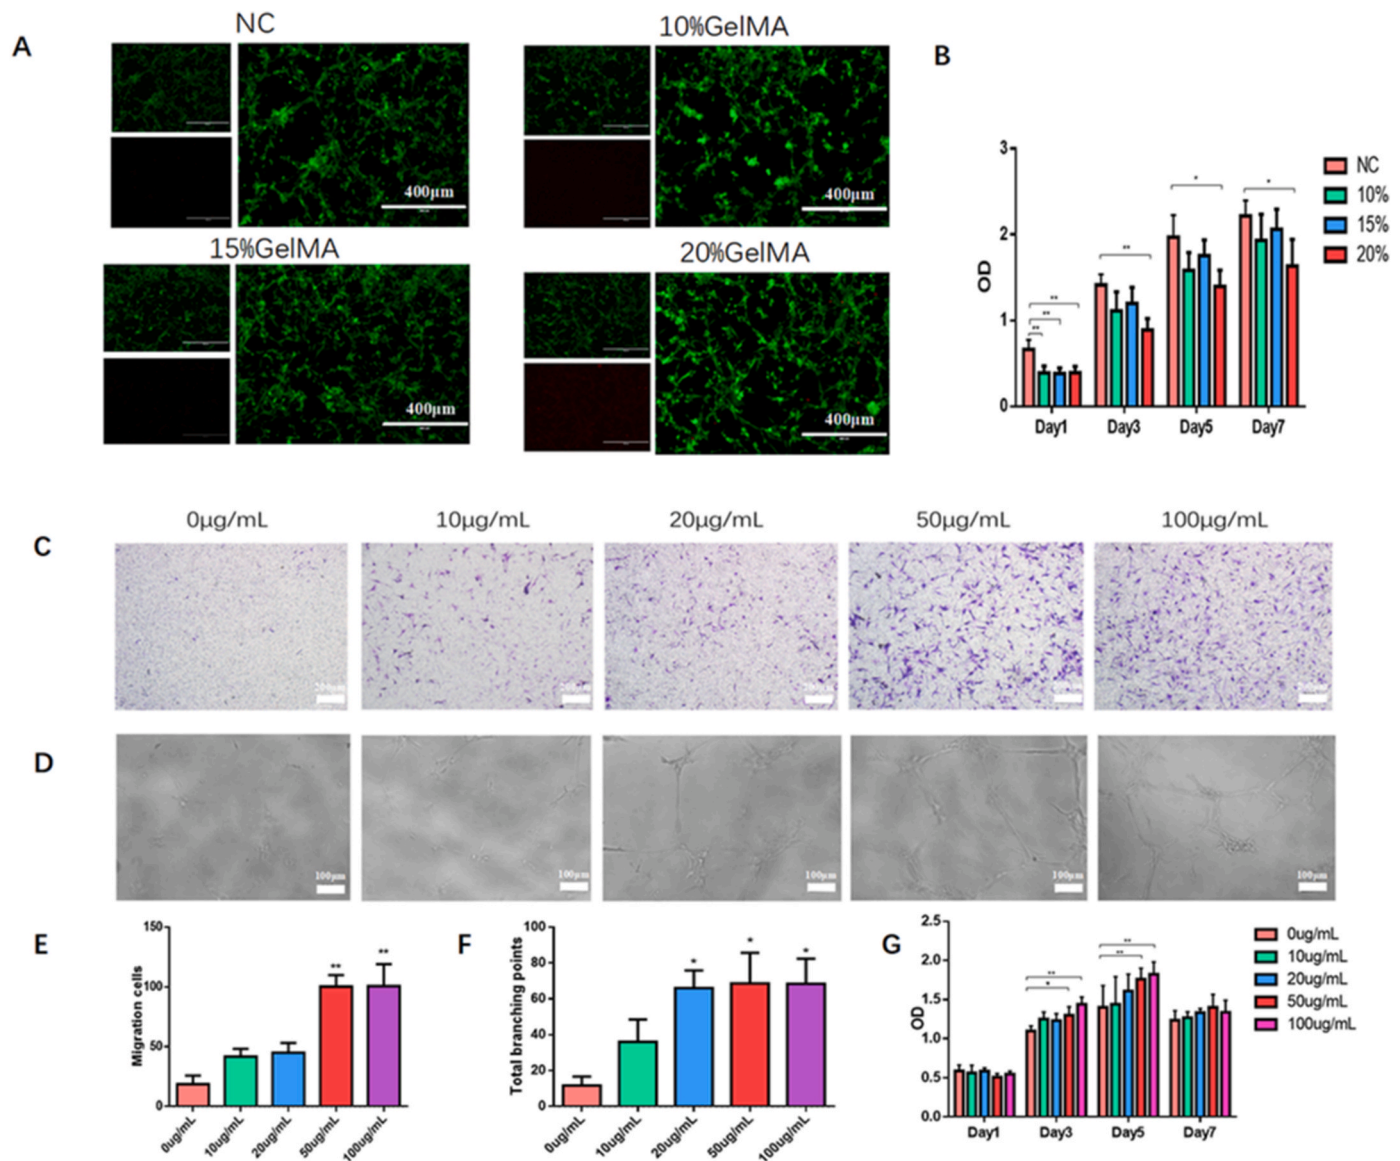 A
NC
10%GelMA
400μm
400μm
15%GelMA
20%GelMA
400μm
400μm
B
3
2
1
0
OD
** ** ** ** * *
Day1 Day3 Day5 Day7
NC
10%
15%
20%
0μg/mL 10μg/mL 20μg/mL 50μg/mL 100μg/mL
C
D
100μm 100μm 100μm 100μm 100μm
E
150
100
50
0
Migration cells
** **
0ug/mL 10ug/mL 20ug/mL 50ug/mL 100ug/mL
F
100
80
60
40
20
0
Total branching points
* * *
0ug/mL 10ug/mL 20ug/mL 50ug/mL 100ug/mL
G
2.5
2.0
1.5
1.0
0.5
0.0
OD
** * ** **
Day1 Day3 Day5 Day7
0ug/mL
10ug/mL
20ug/mL
50ug/mL
100ug/mL